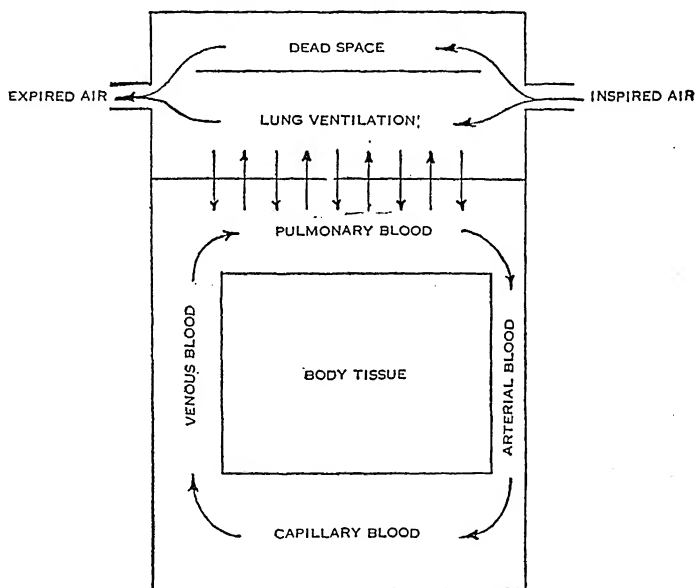 DEAD SPACE
EXPIRED AIR
INSPIRED AIR
LUNG VENTILATION
PULMONARY BLOOD
VENOUS BLOOD
BODY TISSUE
ARTERIAL BLOOD
CAPILLARY BLOOD